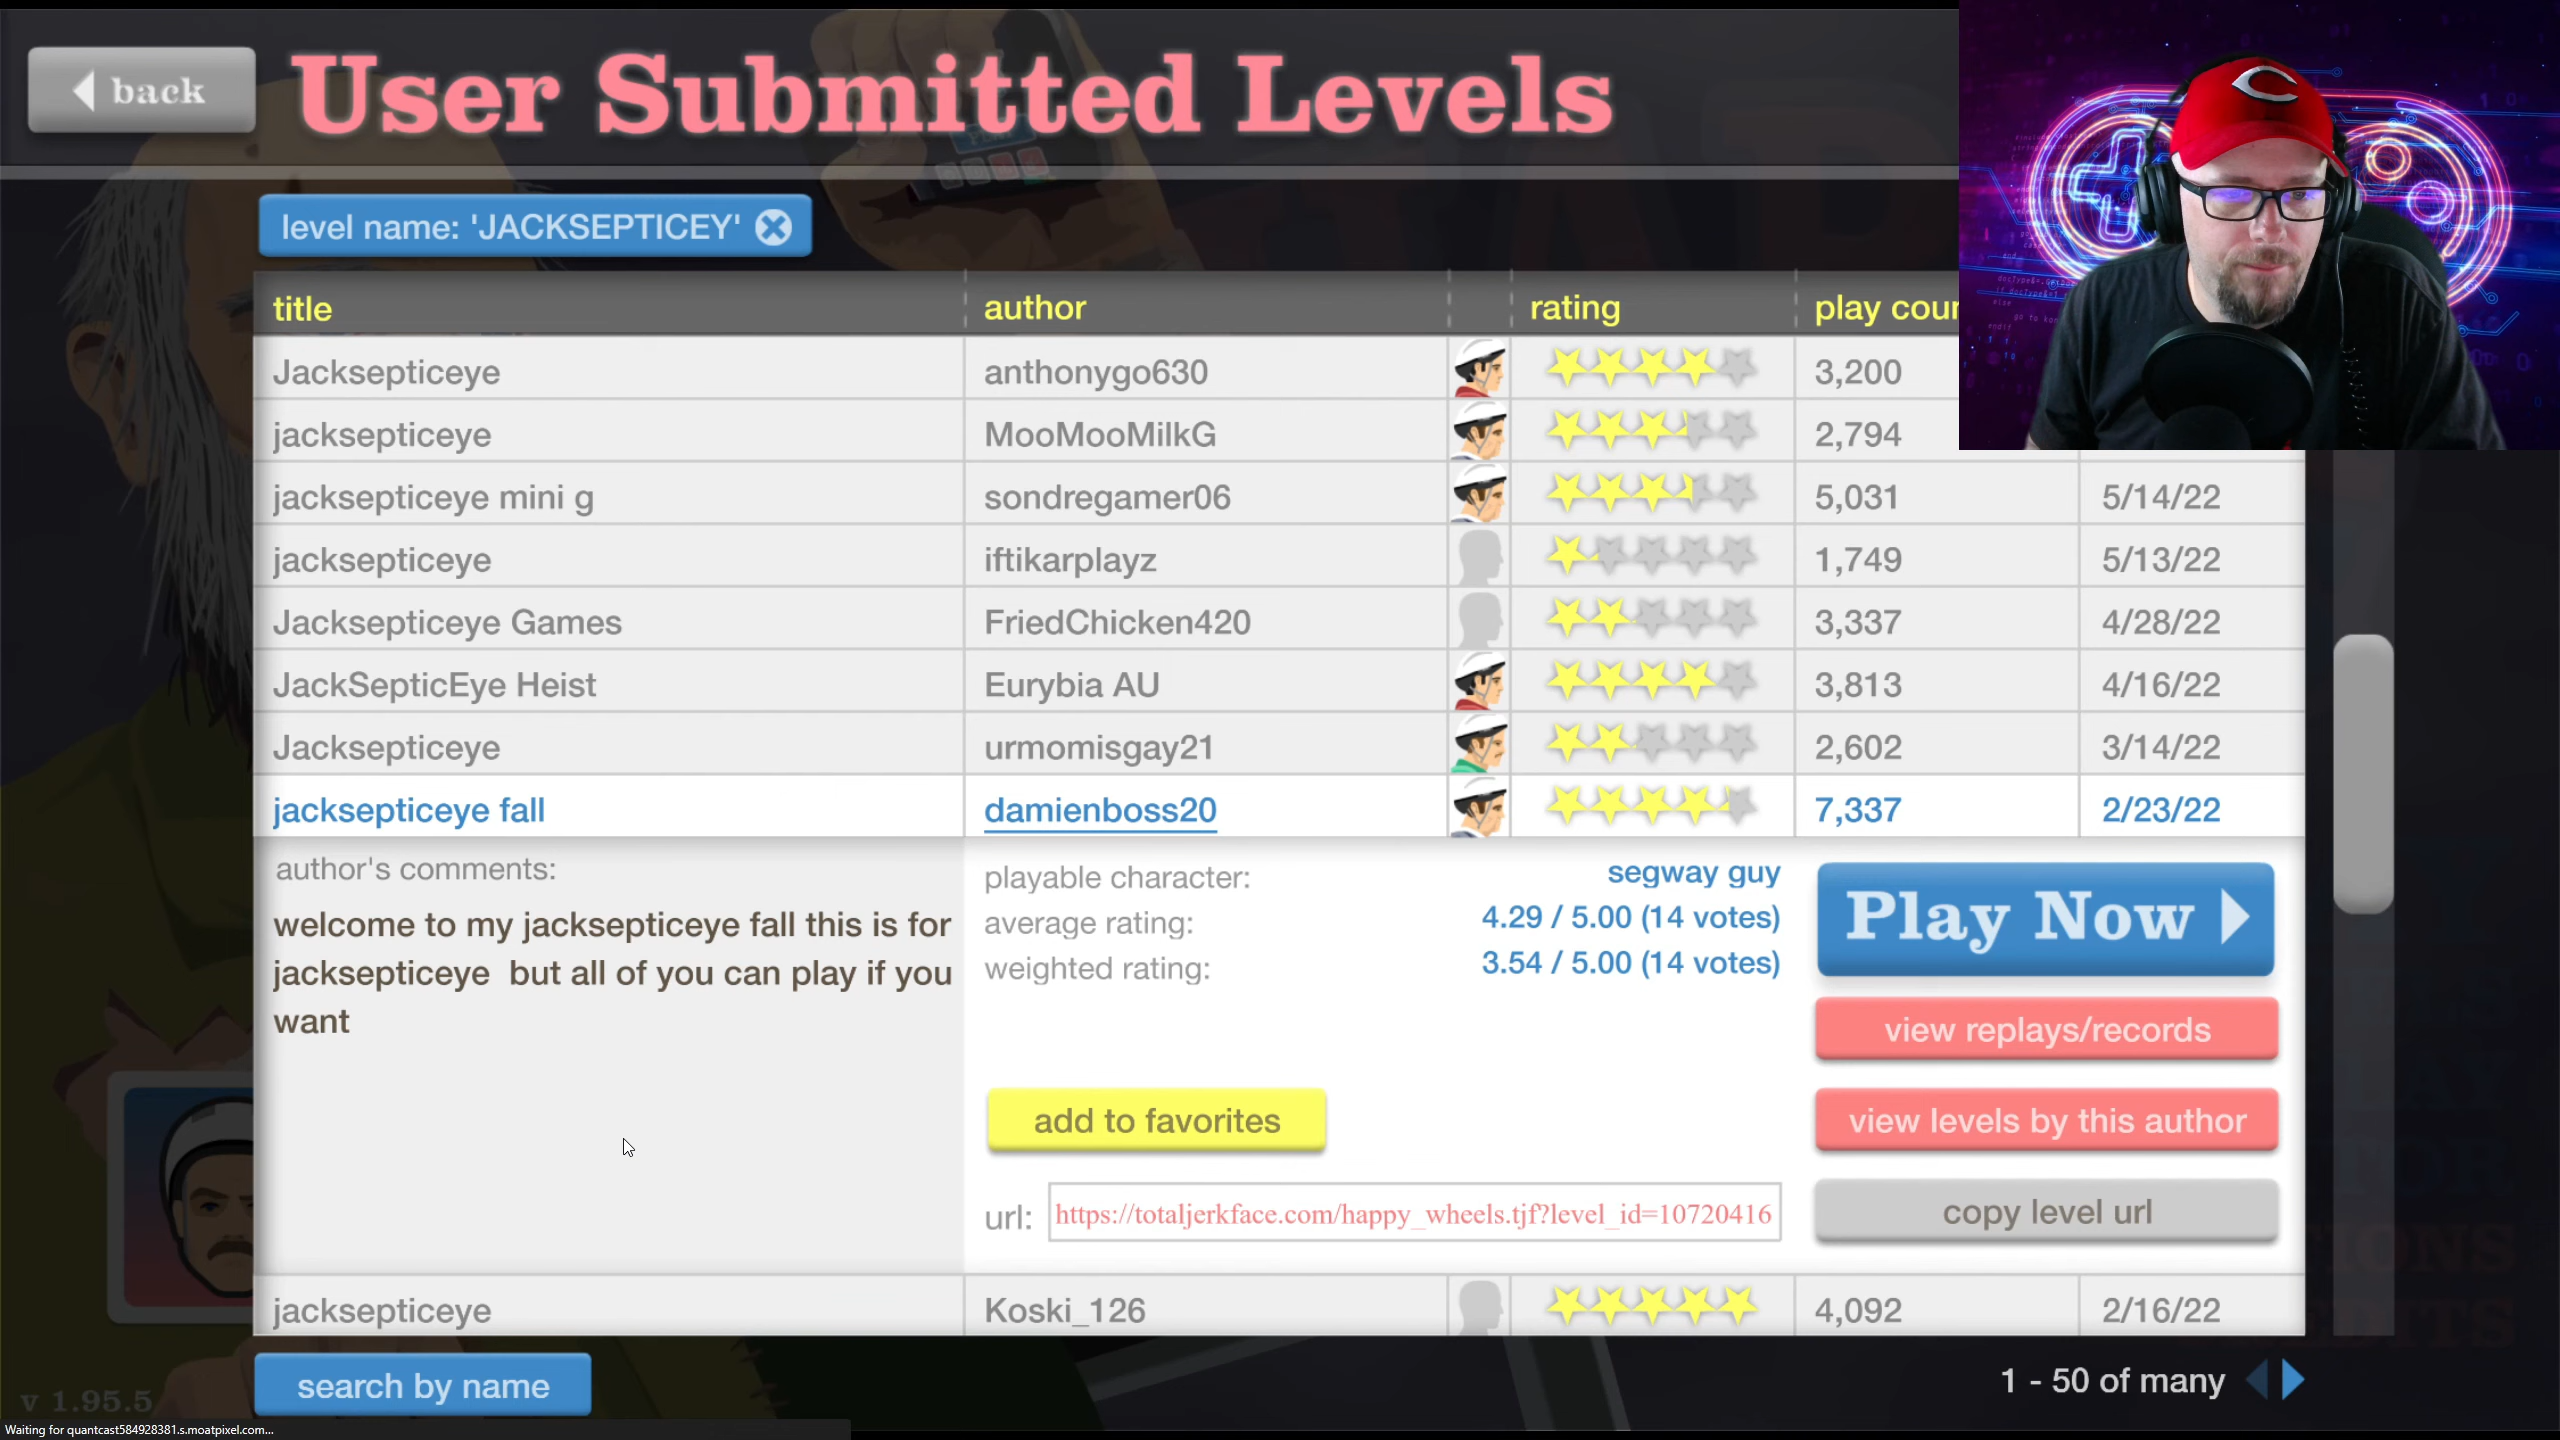 back
User Submitted Levels
level name: 'JACKSEPTICEY'
title author rating play coun
Jacksepticeye anthonygo630 3,200
jacksepticeye MooMooMilkG 2,794
jacksepticeye mini g sondregamer06 5,031 5/14/22
jacksepticeye iftikarplayz 1,749 5/13/22
Jacksepticeye Games FriedChicken420 3,337 4/28/22
JackSepticEye Heist Eurybia AU 3,813 4/16/22
Jacksepticeye urmomisgay21 2,602 3/14/22
jacksepticeye fall damienboss20 7,337 2/23/22
author's comments:
welcome to my jacksepticeye fall this is for
jacksepticeye but all of you can play if you
want
playable character: segway guy
average rating: 4.29 / 5.00 (14 votes)
weighted rating: 3.54 / 5.00 (14 votes)
Play Now
view replays/records
add to favorites
view levels by this author
url: https://totaljerkface.com/happy_wheels.tjf?level_id=10720416
copy level url
jacksepticeye Koski_126 4,092 2/16/22
search by name
1 - 50 of many
v 1.95.5
Waiting for quantcast584928381.s.moatpixel.com...